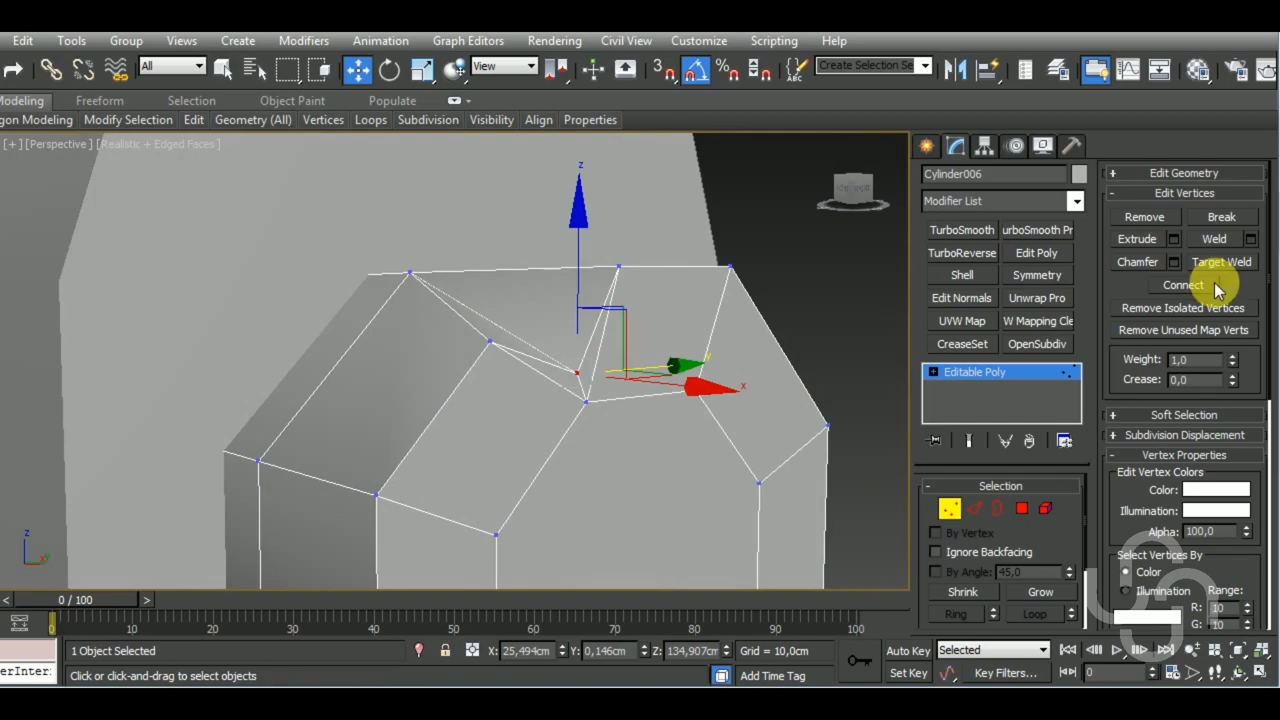 Edit Tools Group Views Create Modifiers Animation Graph Editors Rendering Civil View Customize Scripting Help
All View 3 % ABC Create Selection Se
Modeling Freeform Selection Object Paint Populate
gon Modeling Modify Selection Edit Geometry (All) Vertices Loops Subdivision Visibility Align Properties
[+] [Perspective] [Realistic + Edged Faces]
z
y
x
z
Cylinder006
Modifier List
TurboSmooth urboSmooth Pr
TurboReverse Edit Poly
Shell Symmetry
Edit Normals Unwrap Pro
UVW Map W Mapping Cle
CreaseSet OpenSubdiv
Editable Poly
- Selection
By Vertex
Ignore Backfacing
By Angle: 45,0
Shrink Grow
Ring Loop
+ Edit Geometry
- Edit Vertices
Remove Break
Extrude Weld
Chamfer Target Weld
Connect
Remove Isolated Vertices
Remove Unused Map Verts
Weight: 1,0
Crease: 0,0
+ Soft Selection
+ Subdivision Displacement
- Vertex Properties
Edit Vertex Colors
Color:
Illumination:
Alpha: 100,0
Select Vertices By
Color
Illumination Range:
R: 10
G: 10
< 0 / 100 >
0 10 20 30 40 50 60 70 80 90 100
1 Object Selected X: 25,494cm Y: 0,146cm Z: 134,907cm Grid = 10,0cm Auto Key Selected
erInter: Click or click-and-drag to select objects Add Time Tag Set Key Key Filters... 0